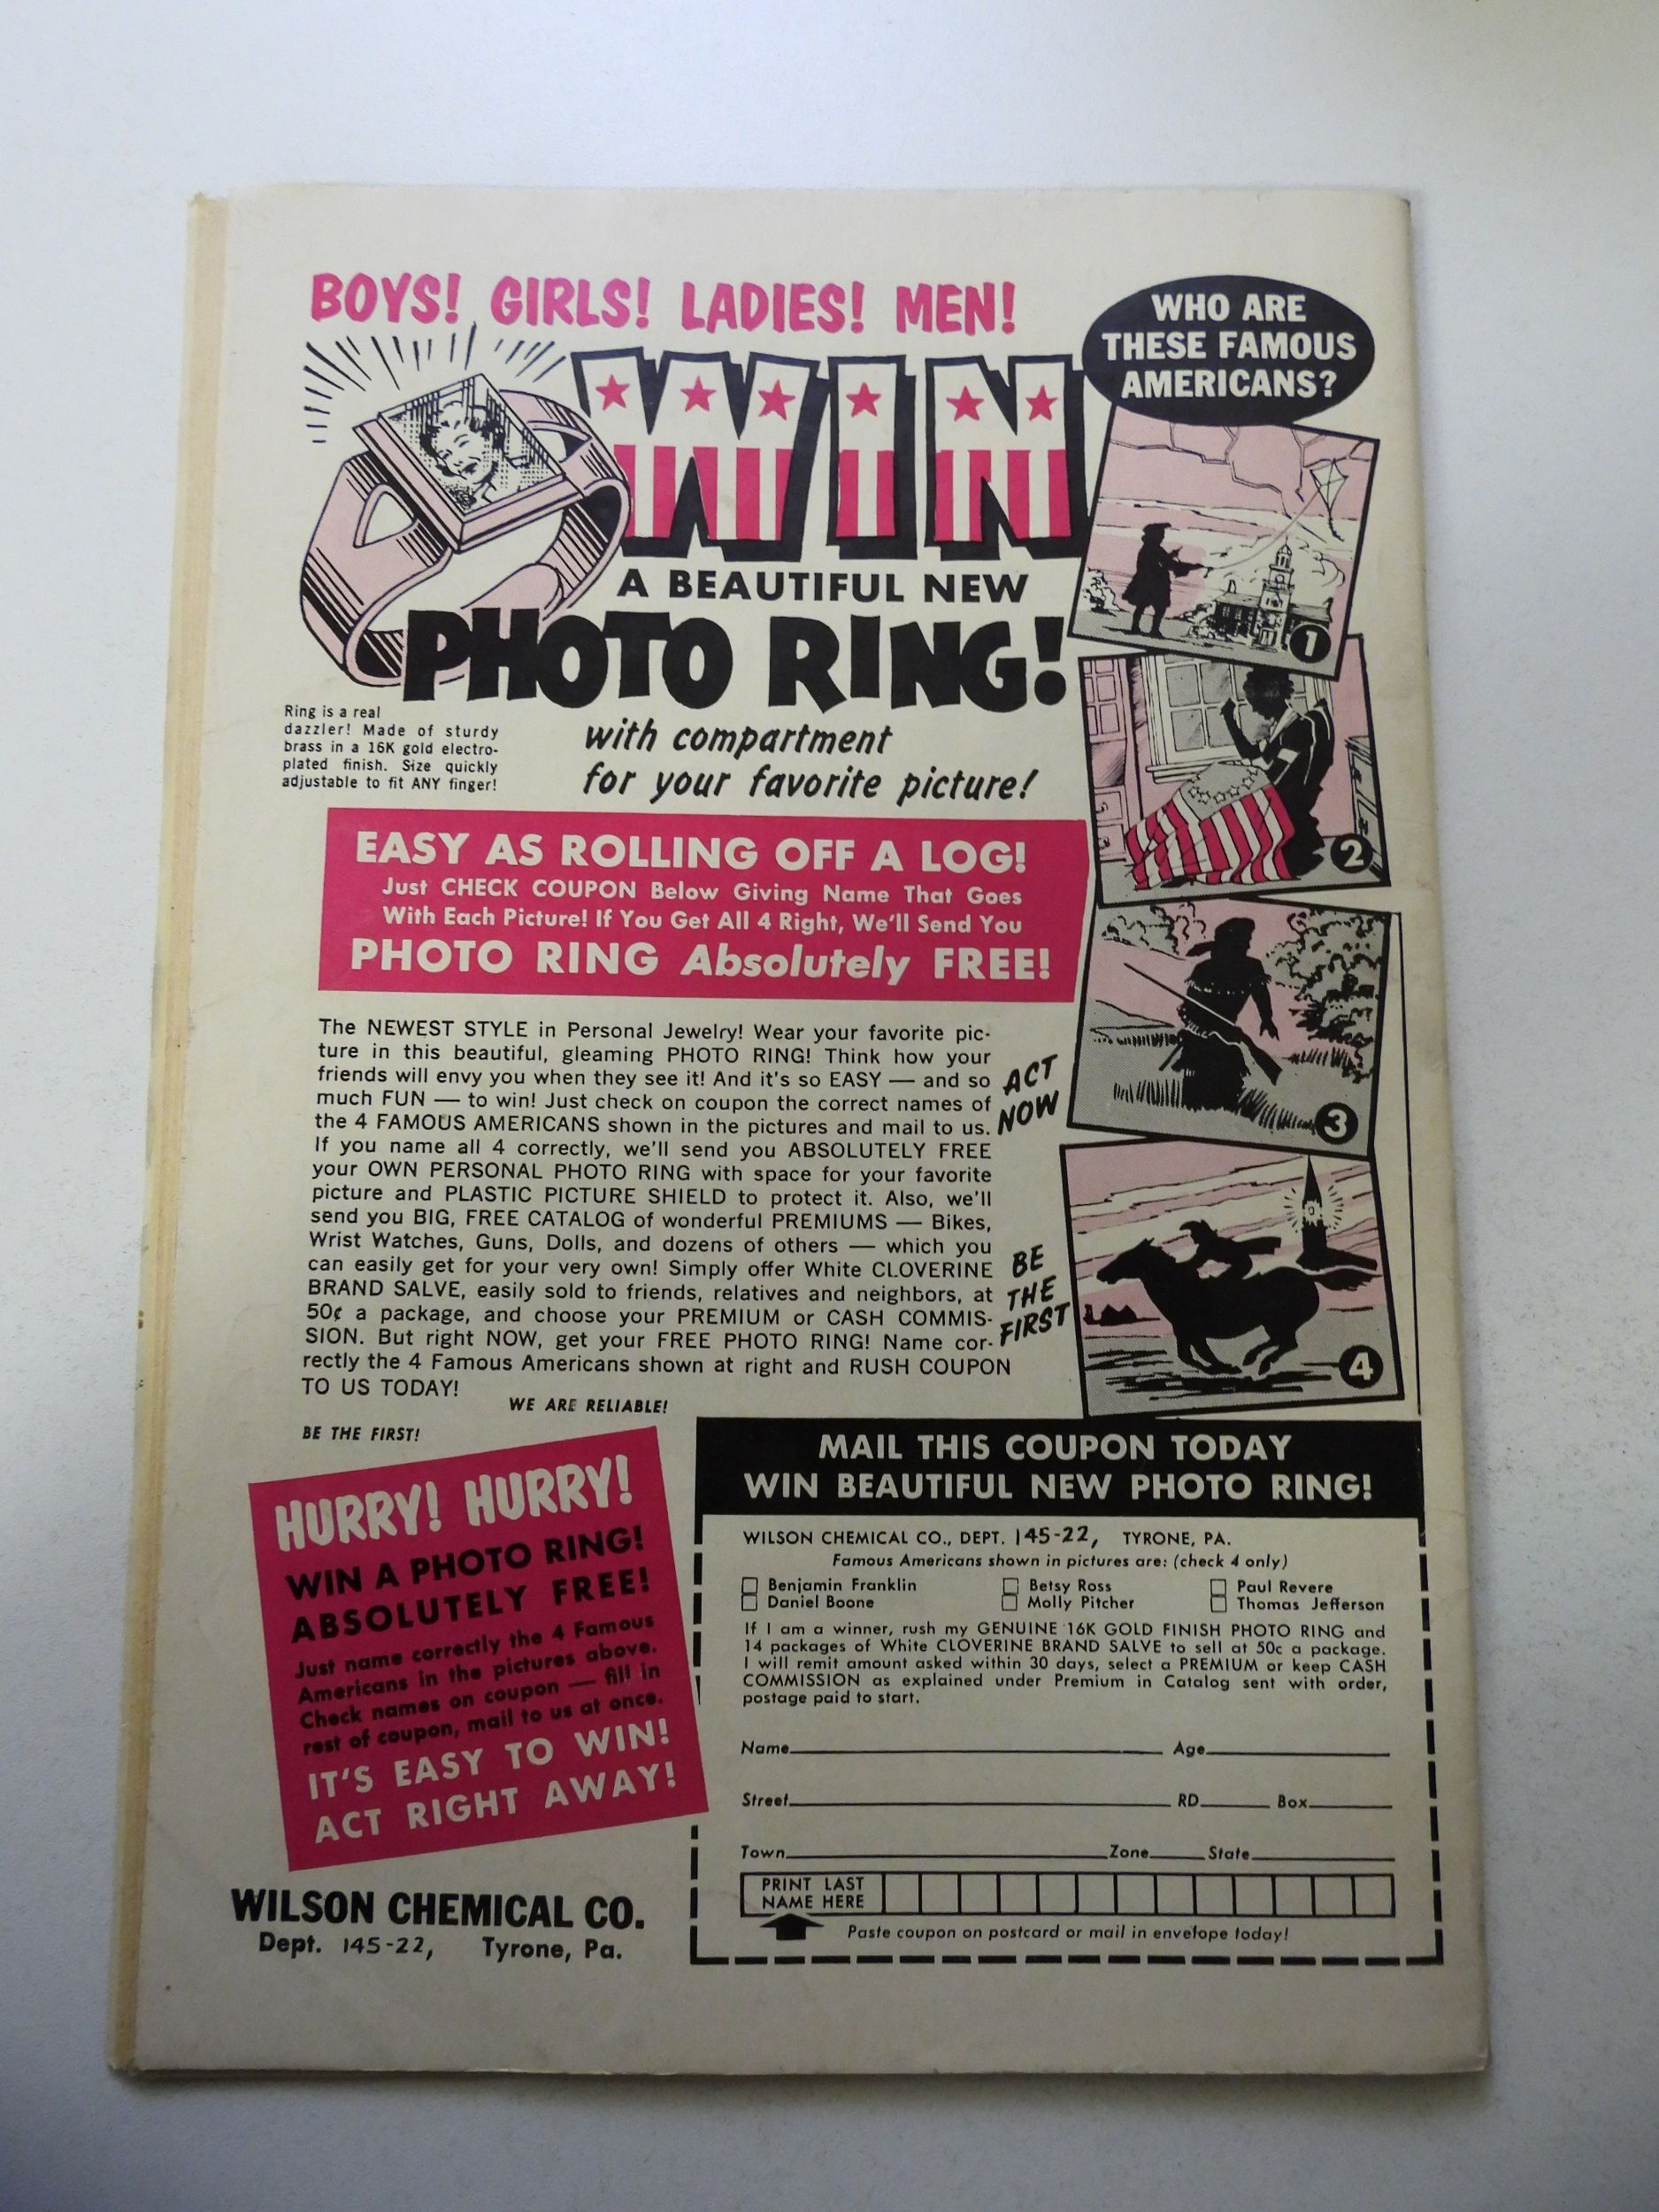 BOYS! GIRLS! LADIES! MEN!
WIN
A BEAUTIFUL NEW
PHOTO RING!
with compartment
for your favorite picture!
Ring is a real
dazzler! Made of sturdy
brass in a 16K gold electro-
plated finish. Size quickly
adjustable to fit ANY finger!
WHO ARE
THESE FAMOUS
AMERICANS?
1
2
3
4
EASY AS ROLLING OFF A LOG!
Just CHECK COUPON Below Giving Name That Goes
With Each Picture! If You Get All 4 Right, We'll Send You
PHOTO RING Absolutely FREE!
The NEWEST STYLE in Personal Jewelry! Wear your favorite pic-
ture in this beautiful, gleaming PHOTO RING! Think how your
friends will envy you when they see it! And it's so EASY — and so
much FUN — to win! Just check on coupon the correct names of
the 4 FAMOUS AMERICANS shown in the pictures and mail to us.
If you name all 4 correctly, we'll send you ABSOLUTELY FREE
your OWN PERSONAL PHOTO RING with space for your favorite
picture and PLASTIC PICTURE SHIELD to protect it. Also, we'll
send you BIG, FREE CATALOG of wonderful PREMIUMS — Bikes,
Wrist Watches, Guns, Dolls, and dozens of others — which you
can easily get for your very own! Simply offer White CLOVERINE
BRAND SALVE, easily sold to friends, relatives and neighbors, at
50¢ a package, and choose your PREMIUM or CASH COMMIS-
SION. But right NOW, get your FREE PHOTO RING! Name cor-
rectly the 4 Famous Americans shown at right and RUSH COUPON
TO US TODAY!
ACT
NOW
BE
THE
FIRST
WE ARE RELIABLE!
BE THE FIRST!
HURRY! HURRY!
WIN A PHOTO RING!
ABSOLUTELY FREE!
Just name correctly the 4 Famous
Americans in the pictures above.
Check names on coupon — fill in
rest of coupon, mail to us at once.
IT'S EASY TO WIN!
ACT RIGHT AWAY!
WILSON CHEMICAL CO.
Dept. 145-22, Tyrone, Pa.
MAIL THIS COUPON TODAY
WIN BEAUTIFUL NEW PHOTO RING!
WILSON CHEMICAL CO., DEPT. 145-22, TYRONE, PA.
Famous Americans shown in pictures are: (check 4 only)
Benjamin Franklin Betsy Ross Paul Revere
Daniel Boone Molly Pitcher Thomas Jefferson
If I am a winner, rush my GENUINE 16K GOLD FINISH PHOTO RING and
14 packages of White CLOVERINE BRAND SALVE to sell at 50c a package.
I will remit amount asked within 30 days, select a PREMIUM or keep CASH
COMMISSION as explained under Premium in Catalog sent with order,
postage paid to start.
Name Age
Street RD Box
Town Zone State
PRINT LAST
NAME HERE
Paste coupon on postcard or mail in envelope today!